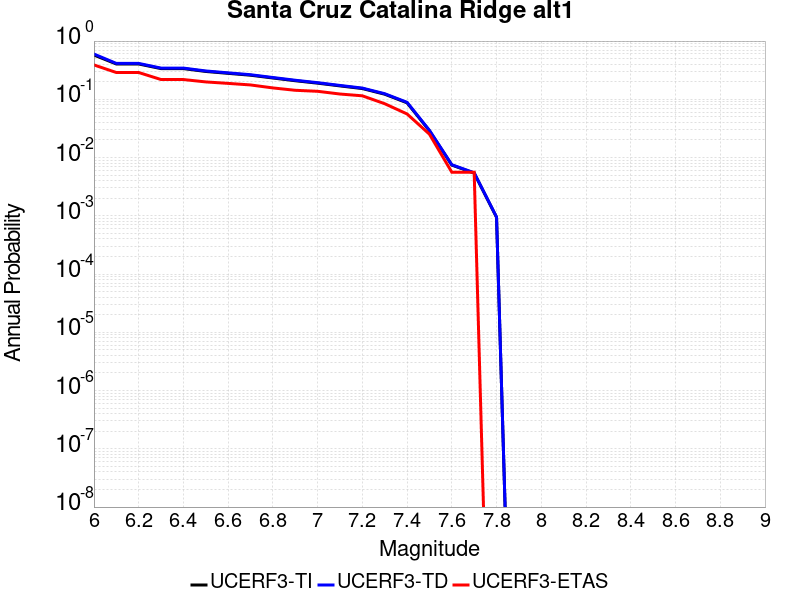 Santa Cruz Catalina Ridge alt1
Annual Probability
10^0
10^-1
10^-2
10^-3
10^-4
10^-5
10^-6
10^-7
10^-8
6 6.2 6.4 6.6 6.8 7 7.2 7.4 7.6 7.8 8 8.2 8.4 8.6 8.8 9
Magnitude
UCERF3-TI UCERF3-TD UCERF3-ETAS